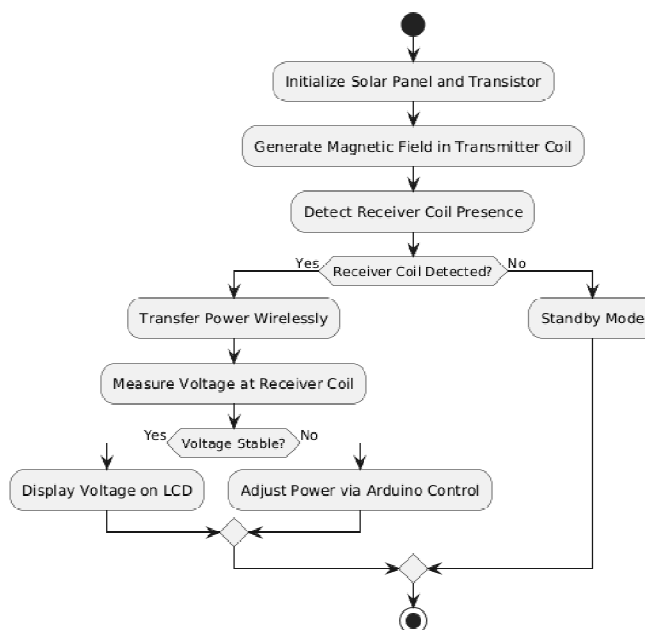 Initialize Solar Panel and Transistor
Generate Magnetic Field in Transmitter Coil
Detect Receiver Coil Presence
Yes
Receiver Coil Detected?
No
Transfer Power Wirelessly
Standby Mode
Measure Voltage at Receiver Coil
Yes
Voltage Stable?
No
Display Voltage on LCD
Adjust Power via Arduino Control